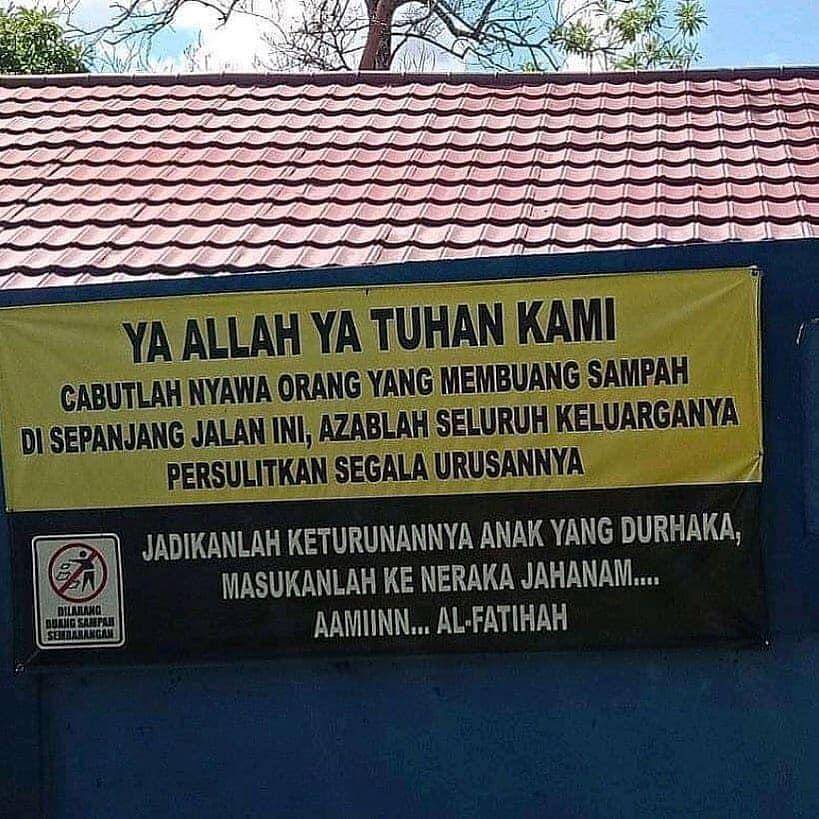 YA ALLAH YA TUHAN KAMI
CABUTLAH NYAWA ORANG YANG MEMBUANG SAMPAH
DI SEPANJANG JALAN INI, AZABLAH SELURUH KELUARGANYA
PERSULITKAN SEGALA URUSANNYA
JADIKANLAH KETURUNANNYA ANAK YANG DURHAKA,
MASUKANLAH KE NERAKA JAHANAM....
AAMIINN... AL-FATIHAH
DILARANG
BUANG SAMPAH
SEMBARANGAN